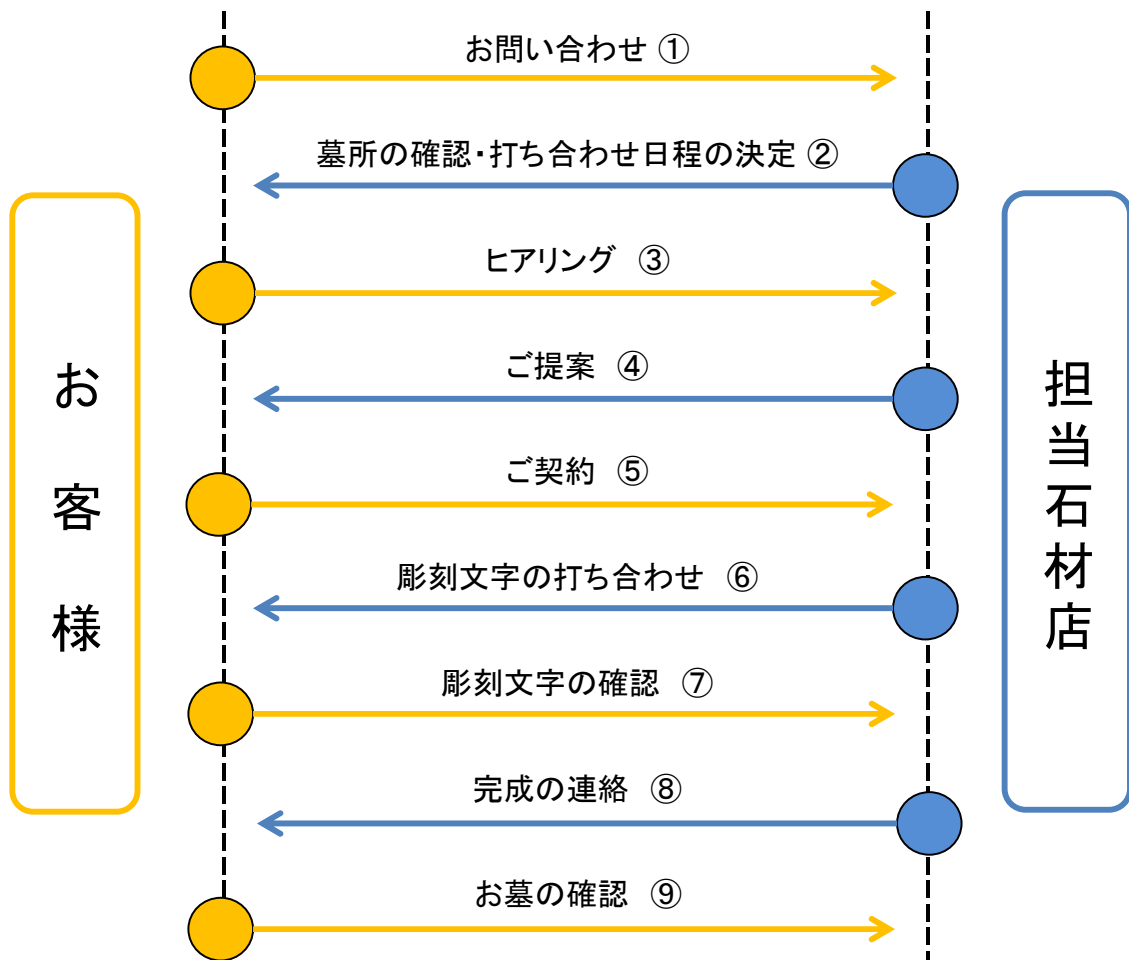 お問い合わせ ①
墓所の確認・打ち合わせ日程の決定 ②
ヒアリング ③
ご提案 ④
ご契約 ⑤
彫刻文字の打ち合わせ ⑥
彫刻文字の確認 ⑦
完成の連絡 ⑧
お墓の確認 ⑨
お客様
担当石材店